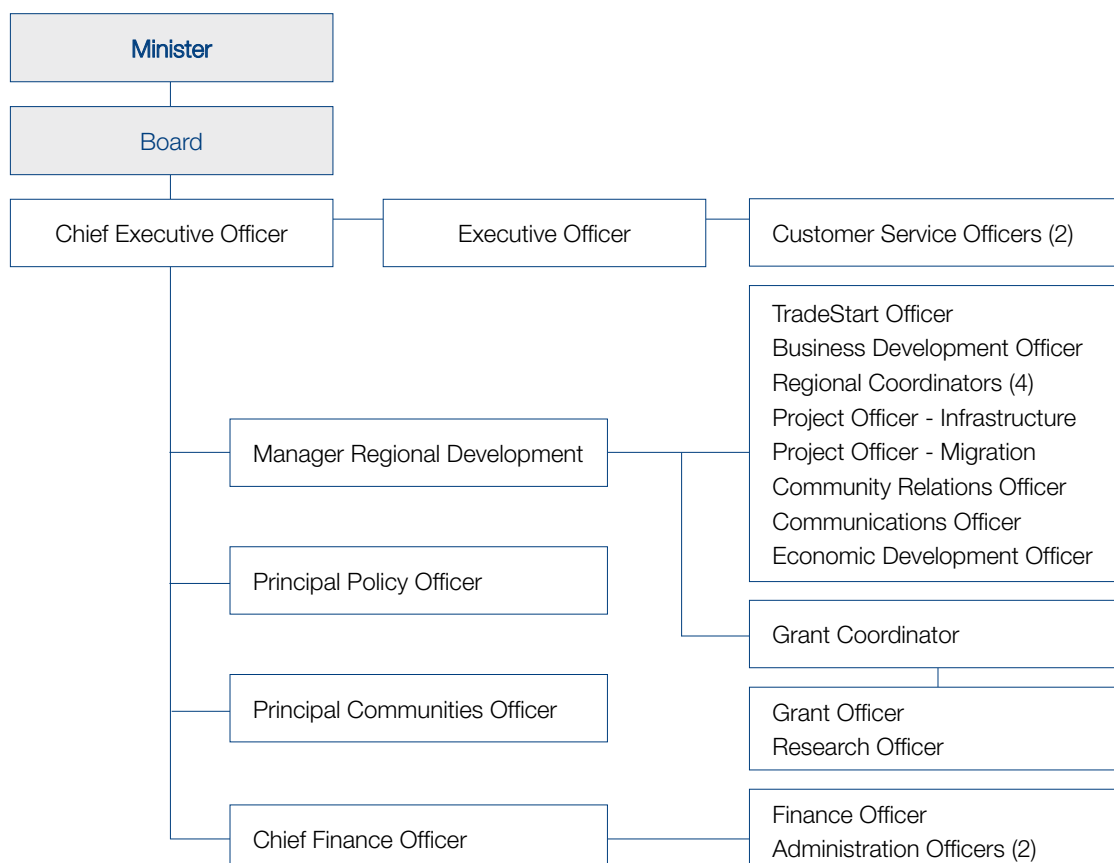 Minister
Board
Chief Executive Officer
Executive Officer
Customer Service Officers (2)
TradeStart Officer
Business Development Officer
Regional Coordinators (4)
Project Officer - Infrastructure
Project Officer - Migration
Community Relations Officer
Communications Officer
Economic Development Officer
Manager Regional Development
Principal Policy Officer
Grant Coordinator
Principal Communities Officer
Grant Officer
Research Officer
Chief Finance Officer
Finance Officer
Administration Officers (2)